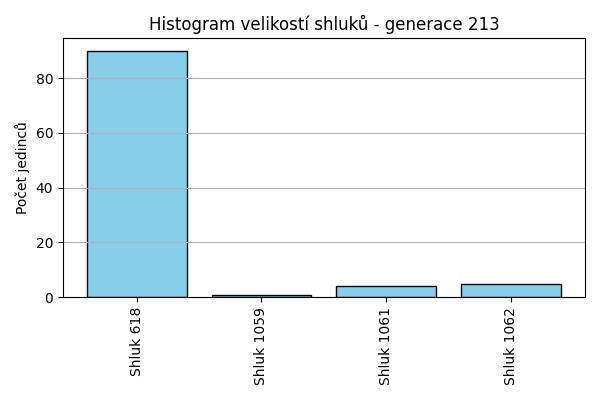 Histogram velikostí shluků - generace 213
Počet jedinců
80
60
40
20
0
Shluk 618
Shluk 1059
Shluk 1061
Shluk 1062